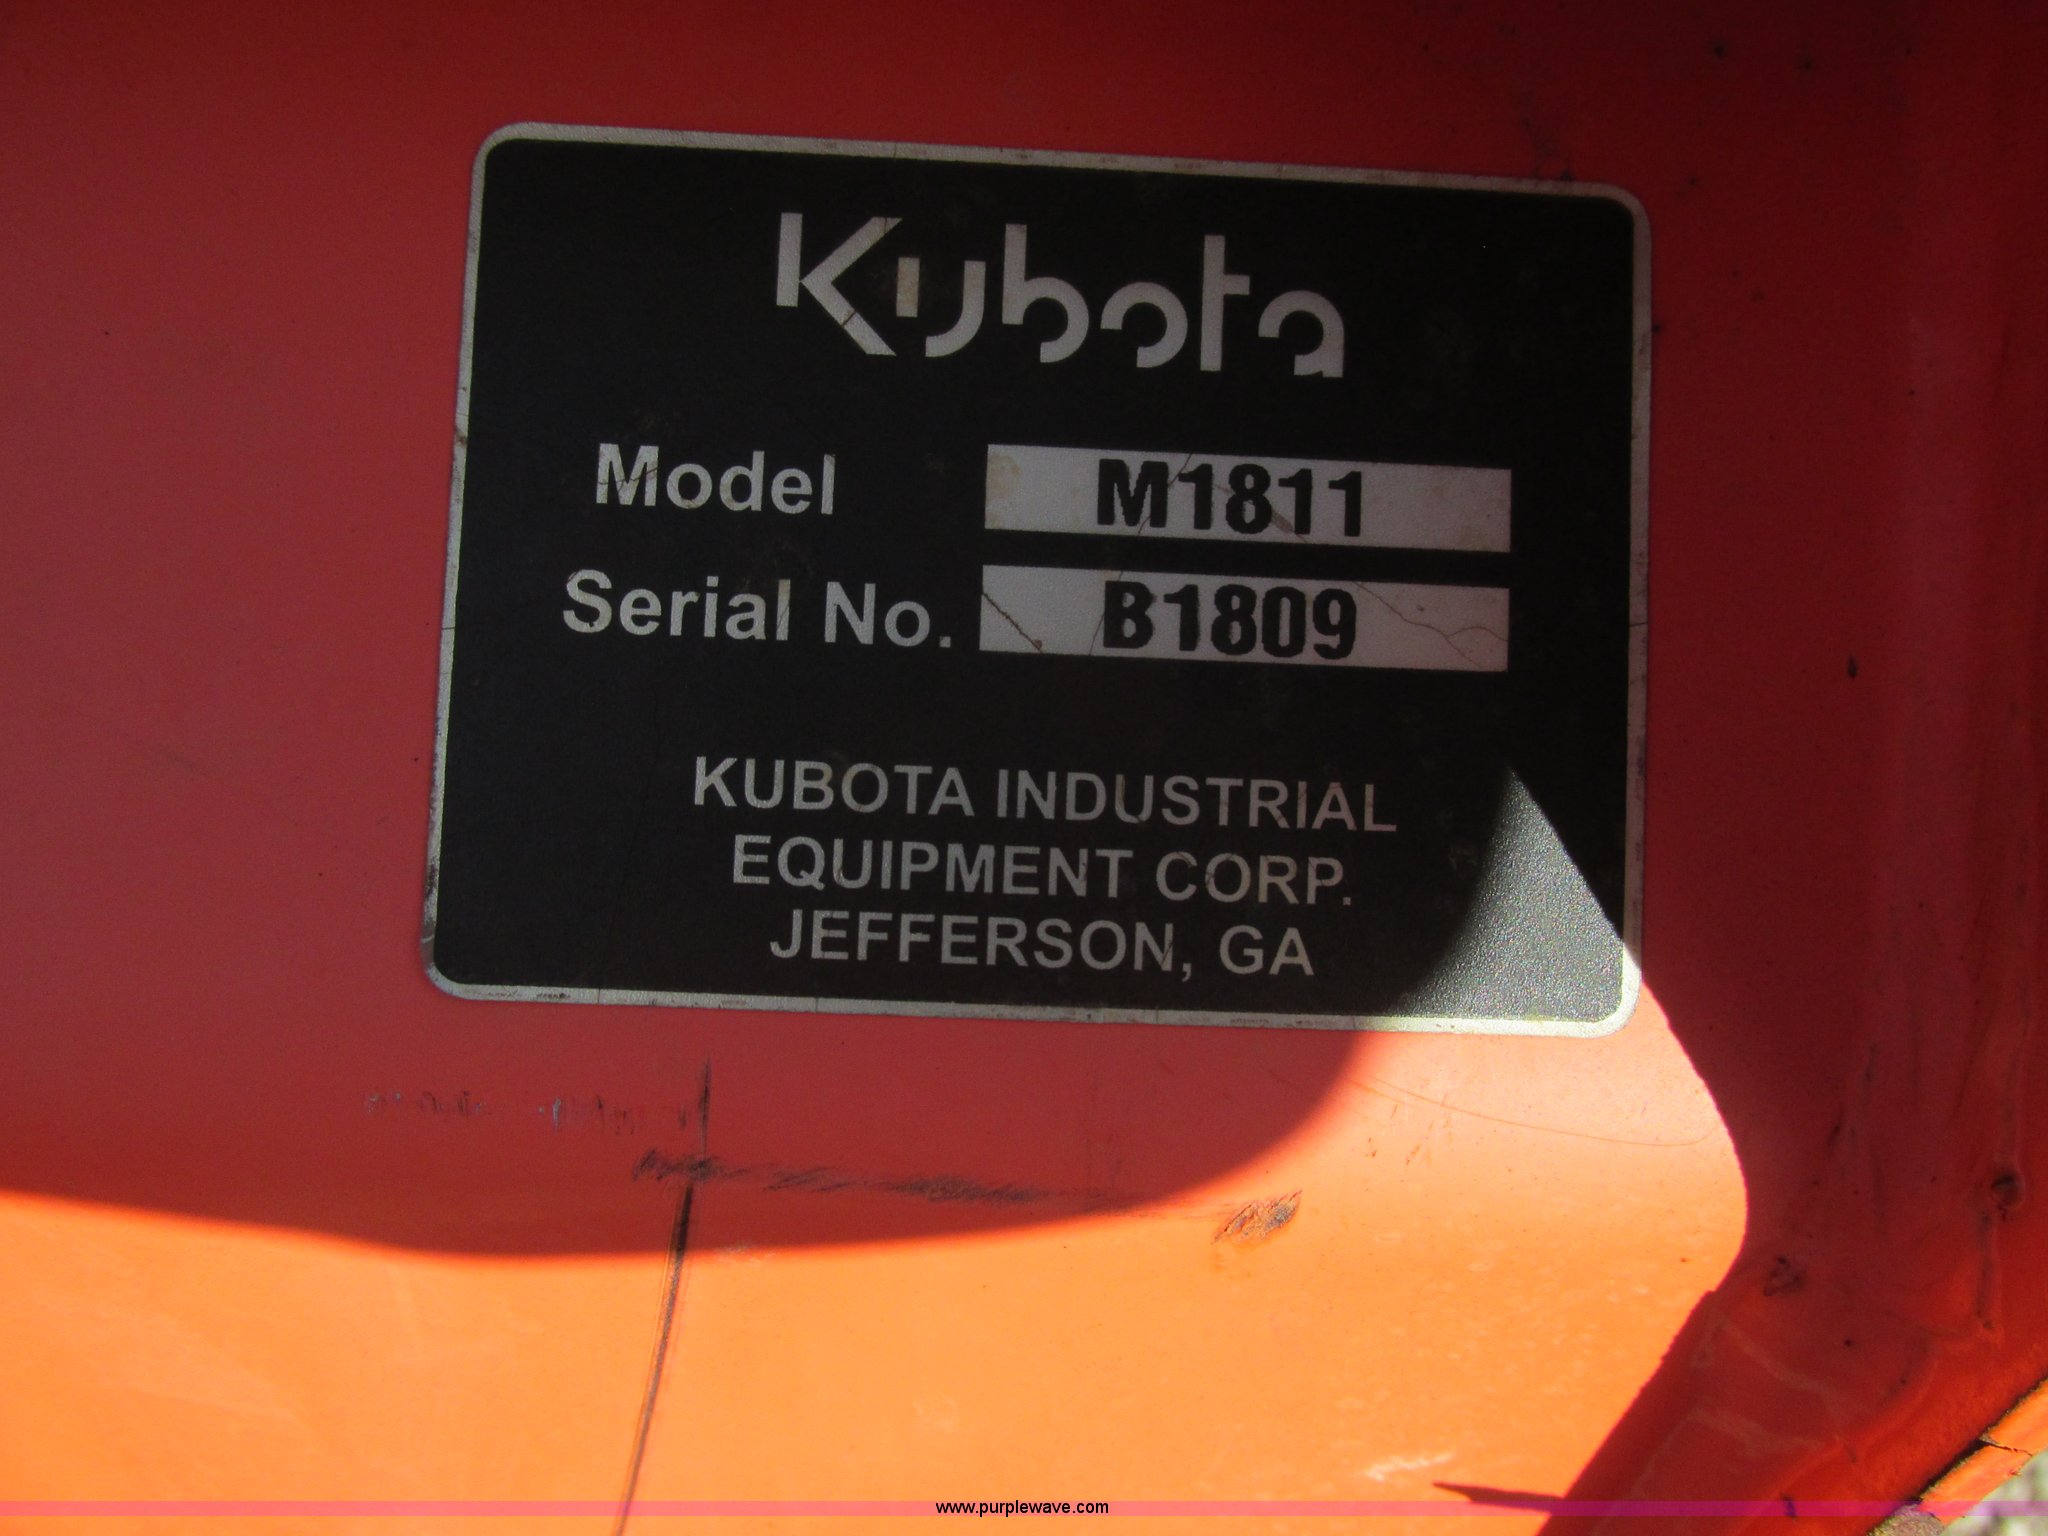 Kubota
Model M1811
Serial No. B1809
KUBOTA INDUSTRIAL
EQUIPMENT CORP.
JEFFERSON, GA
www.purplewave.com